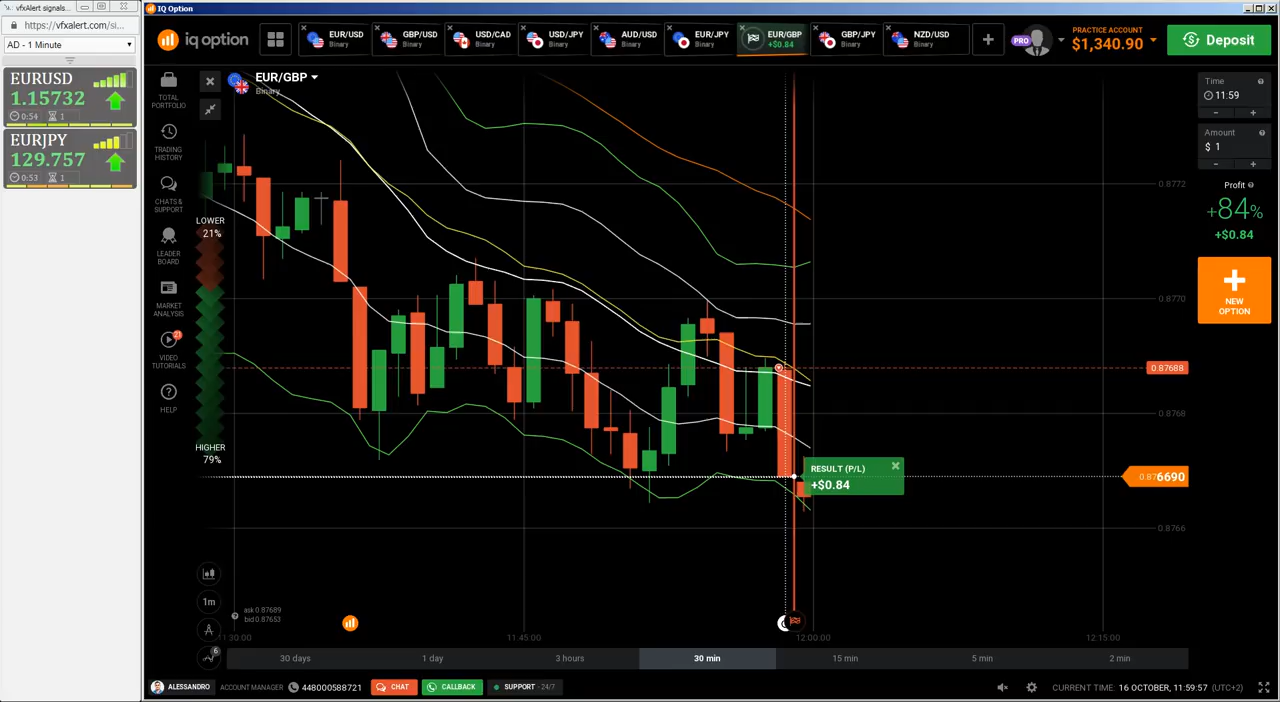 vfxAlert signals...
https://vfxalert.com/si...
AD - 1 Minute
EURUSD
1.15732
0:54 1
EURJPY
129.757
0:53 1
IQ Option
iq option
EUR/USD
Binary
GBP/USD
Binary
USD/CAD
Binary
USD/JPY
Binary
AUD/USD
Binary
EUR/JPY
Binary
EUR/GBP
+$0.84
GBP/JPY
Binary
NZD/USD
Binary
PRO
PRACTICE ACCOUNT
$1,340.90
Deposit
TOTAL
PORTFOLIO
TRADING
HISTORY
CHATS &
SUPPORT
LEADER
BOARD
MARKET
ANALYSIS
21
VIDEO
TUTORIALS
HELP
EUR/GBP
Binary
LOWER
21%
HIGHER
79%
1m
6
ask 0.87689
bid 0.87653
RESULT (P/L)
+$0.84
0.8772
0.8770
0.87688
0.8768
0.876690
0.8766
11:30:00
11:45:00
12:00:00
12:15:00
30 days
1 day
3 hours
30 min
15 min
5 min
2 min
Time
11:59
- +
Amount
$ 1
- +
Profit
+84%
+$0.84
NEW
OPTION
ALESSANDRO
ACCOUNT MANAGER
448000588721
CHAT
CALLBACK
SUPPORT - 24/7
CURRENT TIME: 16 OCTOBER, 11:59:57 (UTC+2)